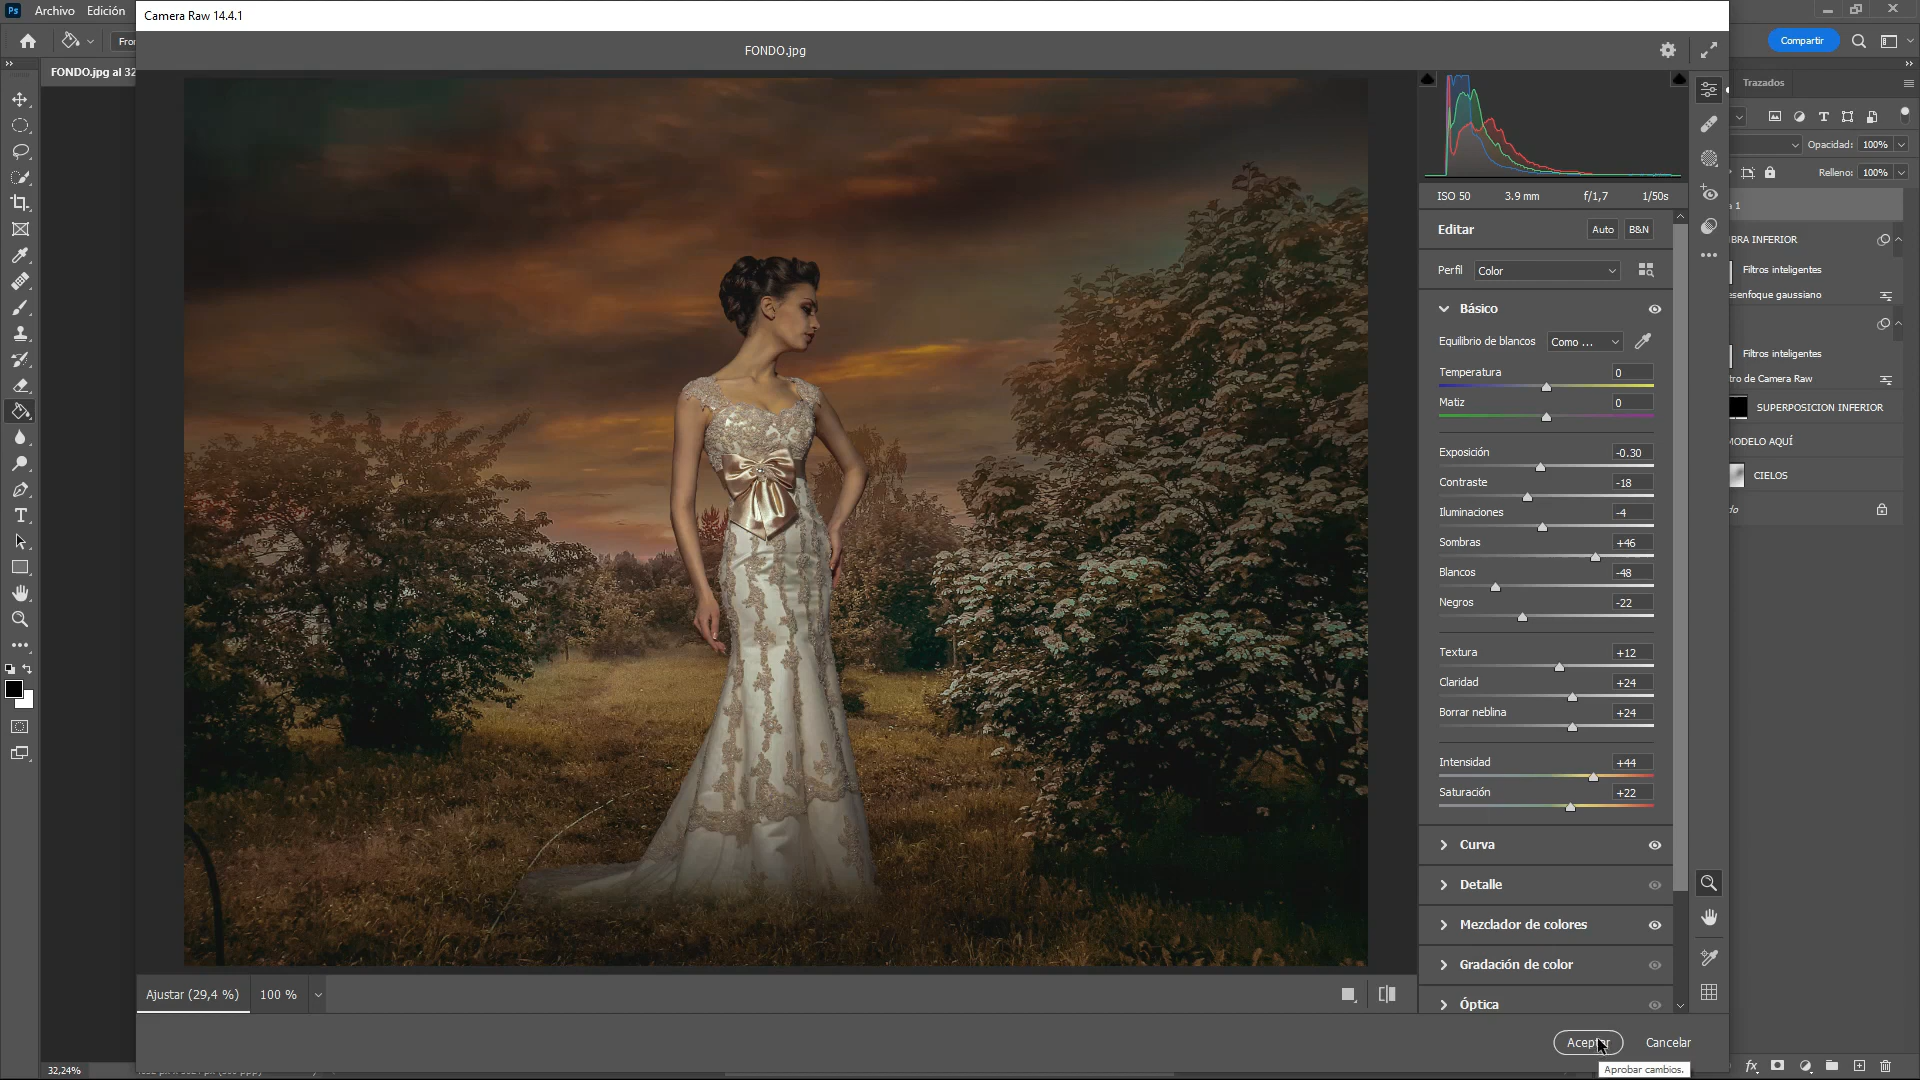 Ps Archivo Edición
Camera Raw 14.4.1
FONDO.jpg
Compartir
FONDO.jpg al 32
Trazados
Opacidad: 100%
Relleno: 100%
ISO 50 3.9 mm f/1,7 1/50s
Editar Auto B&N
Perfil Color
Básico
Equilibrio de blancos Como ...
Temperatura 0
Matiz 0
Exposición -0.30
Contraste -18
Iluminaciones -4
Sombras +46
Blancos -48
Negros -22
Textura +12
Claridad +24
Borrar neblina +24
Intensidad +44
Saturación +22
Curva
Detalle
Mezclador de colores
Gradación de color
Óptica
a 1
BRA INFERIOR
Filtros inteligentes
esenfoque gaussiano
Filtros inteligentes
tro de Camera Raw
SUPERPOSICION INFERIOR
MODELO AQUÍ
CIELOS
do
Ajustar (29,4 %) 100 %
Aceptar Cancelar
Aprobar cambios.
32,24%